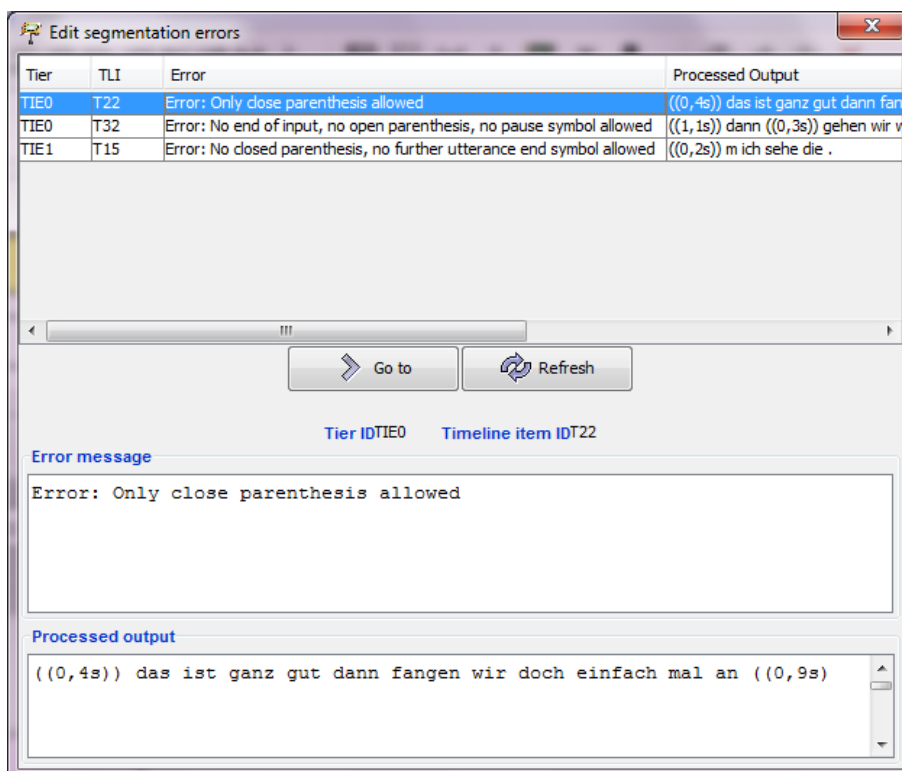 Edit segmentation errors
Tier TLI Error Processed Output
TIE0 T22 Error: Only close parenthesis allowed ((0,4s)) das ist ganz gut dann fan
TIE0 T32 Error: No end of input, no open parenthesis, no pause symbol allowed ((1,1s)) dann ((0,3s)) gehen wir w
TIE1 T15 Error: No closed parenthesis, no further utterance end symbol allowed ((0,2s)) m ich sehe die .
Go to Refresh
Tier IDTIE0 Timeline item IDT22
Error message
Error: Only close parenthesis allowed
Processed output
((0,4s)) das ist ganz gut dann fangen wir doch einfach mal an ((0,9s)